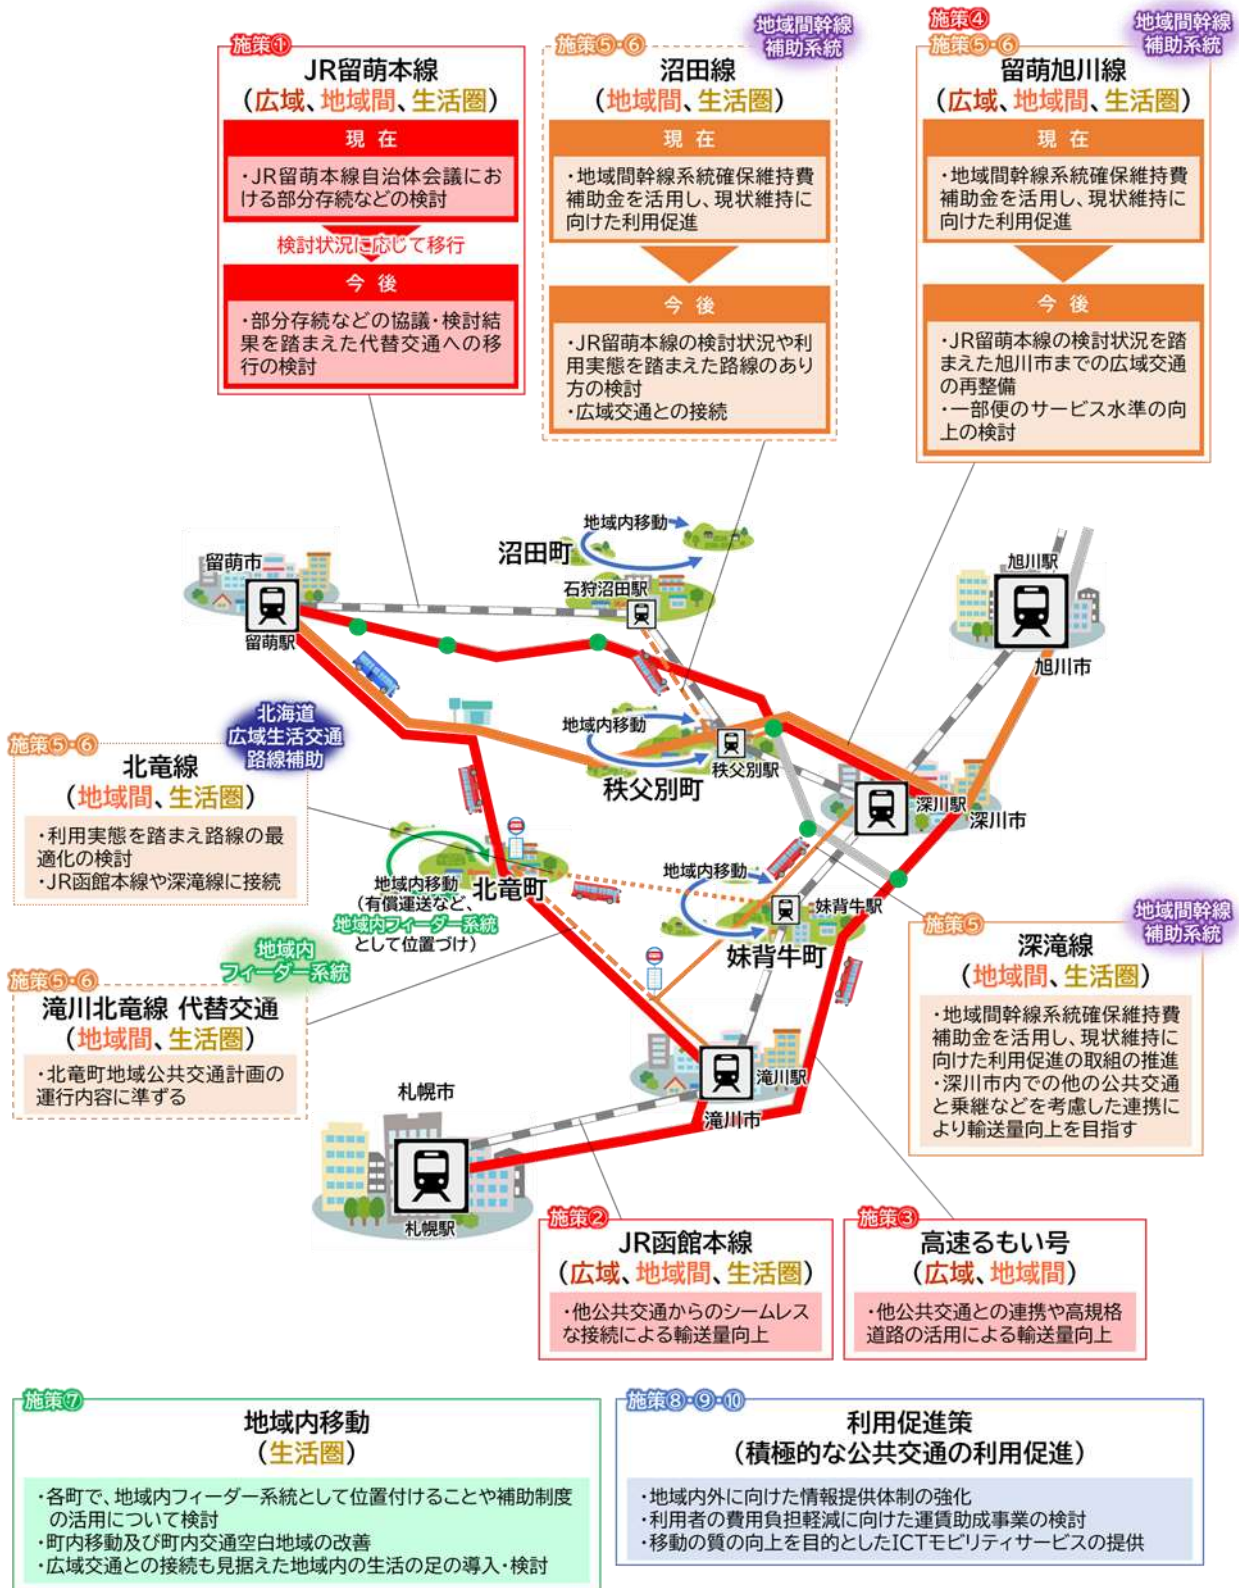 施策①
JR留萌本線
(広域、地域間、生活圏)
現 在
・JR留萌本線自治体会議にお
ける部分存続などの検討
検討状況に応じて移行
今 後
・部分存続などの協議・検討結
果を踏まえた代替交通への移
行の検討
地域間幹線
補助系統
施策⑤・⑥
沼田線
(地域間、生活圏)
現 在
・地域間幹線系統確保維持費
補助金を活用し、現状維持に
向けた利用促進
今 後
・JR留萌本線の検討状況や利
用実態を踏まえた路線のあり
方の検討
・広域交通との接続
施策④
施策⑤・⑥
地域間幹線
補助系統
留萌旭川線
(広域、地域間、生活圏)
現 在
・地域間幹線系統確保維持費
補助金を活用し、現状維持に
向けた利用促進
今 後
・JR留萌本線の検討状況を踏
まえた旭川市までの広域交通
の再整備
・一部便のサービス水準の向
上の検討
地域内移動
沼田町
留萌市
石狩沼田駅
旭川駅
留萌駅
旭川市
地域内移動
秩父別駅
秩父別町
深川駅
深川市
北海道
広域生活交通
路線補助
施策⑤・⑥
北竜線
(地域間、生活圏)
・利用実態を踏まえ路線の最
適化の検討
・JR函館本線や深滝線に接続
地域内移動
(有償運送など、
地域内フィーダー系統
として位置づけ)
北竜町
地域内移動
妹背牛駅
妹背牛町
地域内
フィーダー系統
施策⑤・⑥
滝川北竜線 代替交通
(地域間、生活圏)
・北竜町地域公共交通計画の
運行内容に準ずる
地域間幹線
補助系統
施策⑤
深滝線
(地域間、生活圏)
・地域間幹線系統確保維持費
補助金を活用し、現状維持に
向けた利用促進の取組の推進
・深川市内での他の公共交通
と乗継などを考慮した連携に
より輸送量向上を目指す
滝川駅
滝川市
札幌市
札幌駅
施策②
JR函館本線
(広域、地域間、生活圏)
・他公共交通からのシームレス
な接続による輸送量向上
施策③
高速るもい号
(広域、地域間)
・他公共交通との連携や高規格
道路の活用による輸送量向上
施策⑦
地域内移動
(生活圏)
・各町で、地域内フィーダー系統として位置付けることや補助制度
の活用について検討
・町内移動及び町内交通空白地域の改善
・広域交通との接続も見据えた地域内の生活の足の導入・検討
施策⑧・⑨・⑩
利用促進策
(積極的な公共交通の利用促進)
・地域内外に向けた情報提供体制の強化
・利用者の費用負担軽減に向けた運賃助成事業の検討
・移動の質の向上を目的としたICTモビリティサービスの提供